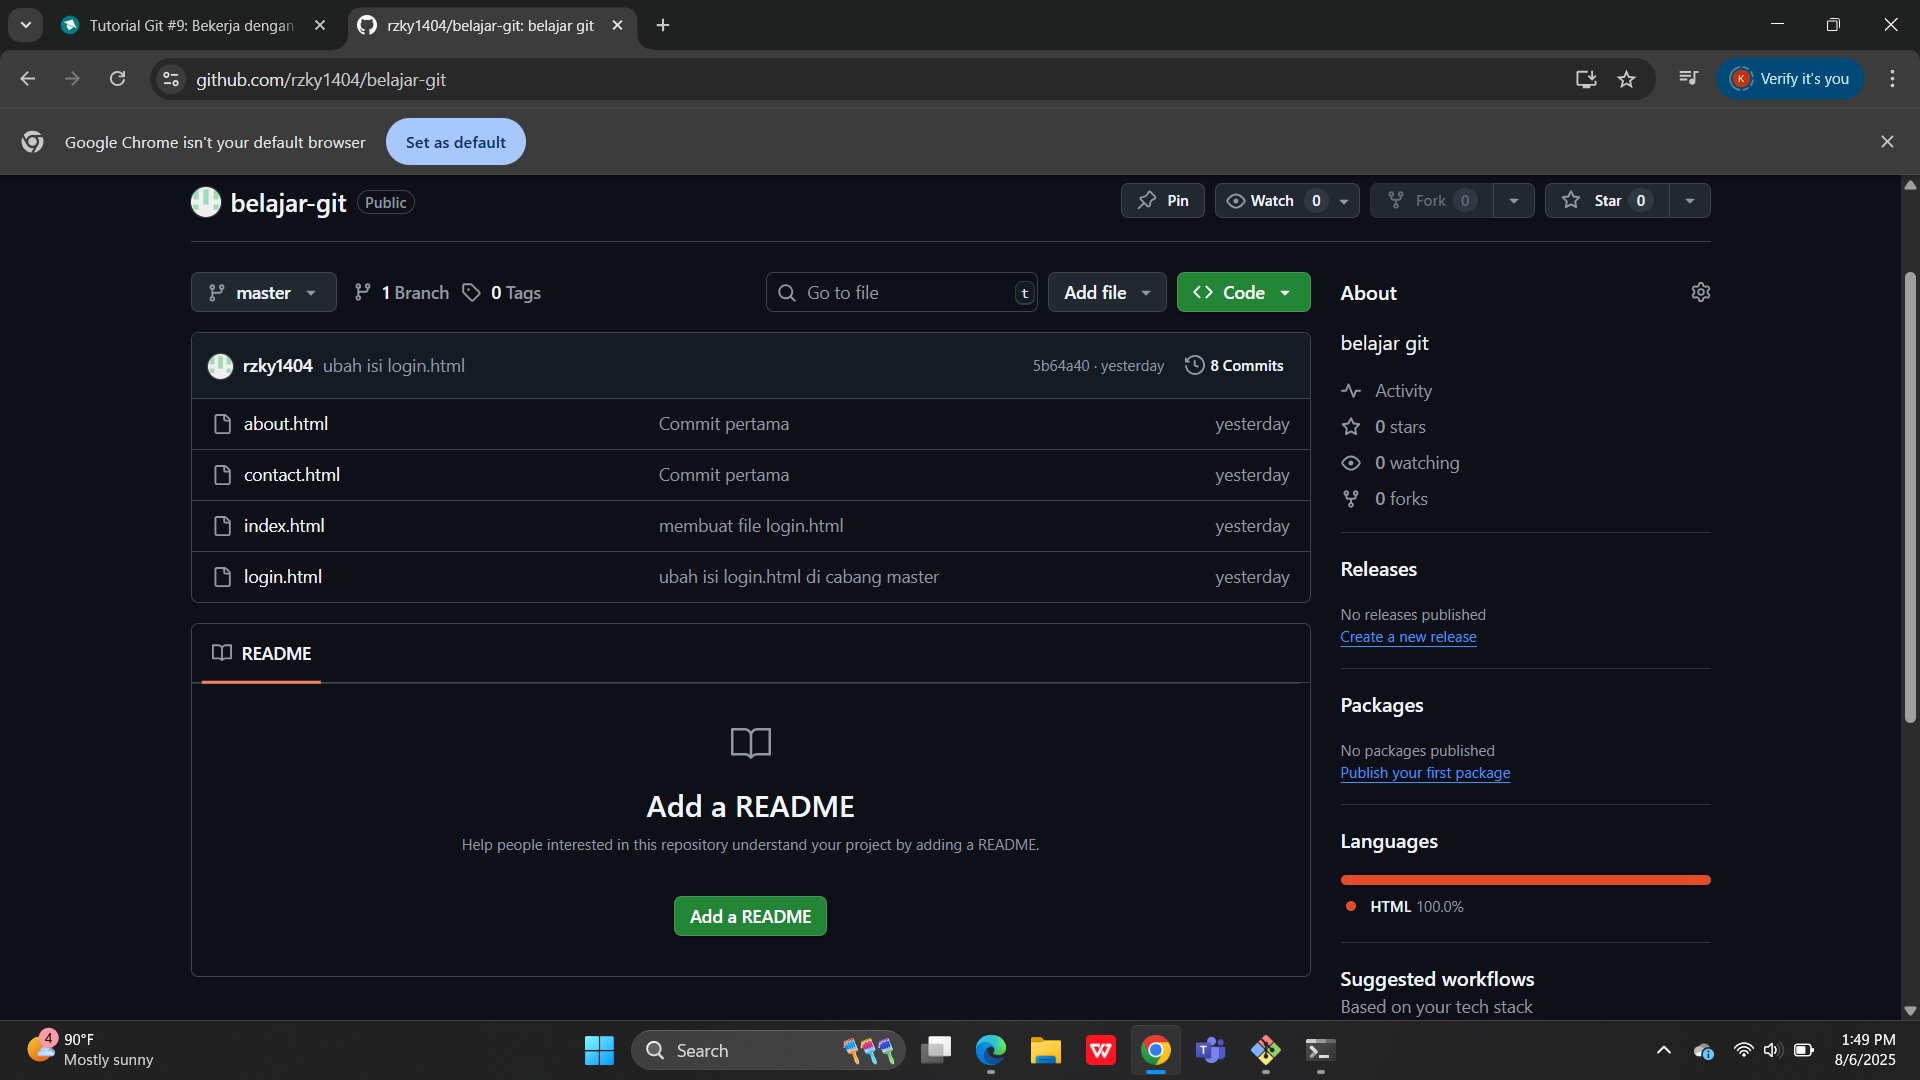 Tutorial Git #9: Bekerja dengan
rzky1404/belajar-git: belajar git
github.com/rzky1404/belajar-git
K
Verify it's you
Google Chrome isn't your default browser
Set as default
belajar-git
Public
Pin
Watch 0
Fork 0
Star 0
master
1 Branch
0 Tags
Go to file
t
Add file
Code
About
belajar git
rzky1404 ubah isi login.html
5b64a40 · yesterday
8 Commits
Activity
about.html Commit pertama yesterday
0 stars
contact.html Commit pertama yesterday
0 watching
index.html membuat file login.html yesterday
0 forks
login.html ubah isi login.html di cabang master yesterday
Releases
No releases published
Create a new release
README
Packages
No packages published
Publish your first package
Add a README
Help people interested in this repository understand your project by adding a README.
Add a README
Languages
HTML 100.0%
Suggested workflows
Based on your tech stack
4
90°F
Mostly sunny
Search
W
T
1:49 PM
8/6/2025